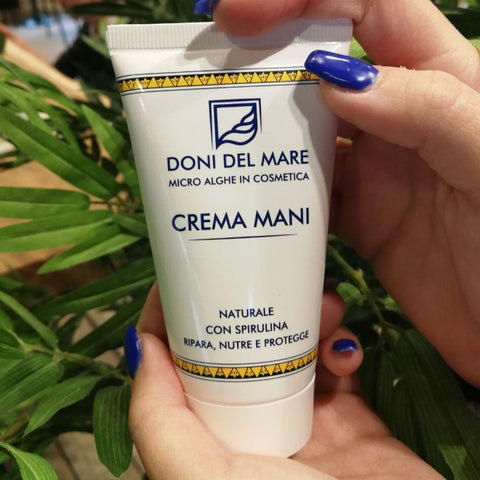 DONI DEL MARE
MICRO ALGHE IN COSMETICA
CREMA MANI
NATURALE
CON SPIRULINA
RIPARA, NUTRE E PROTEGGE